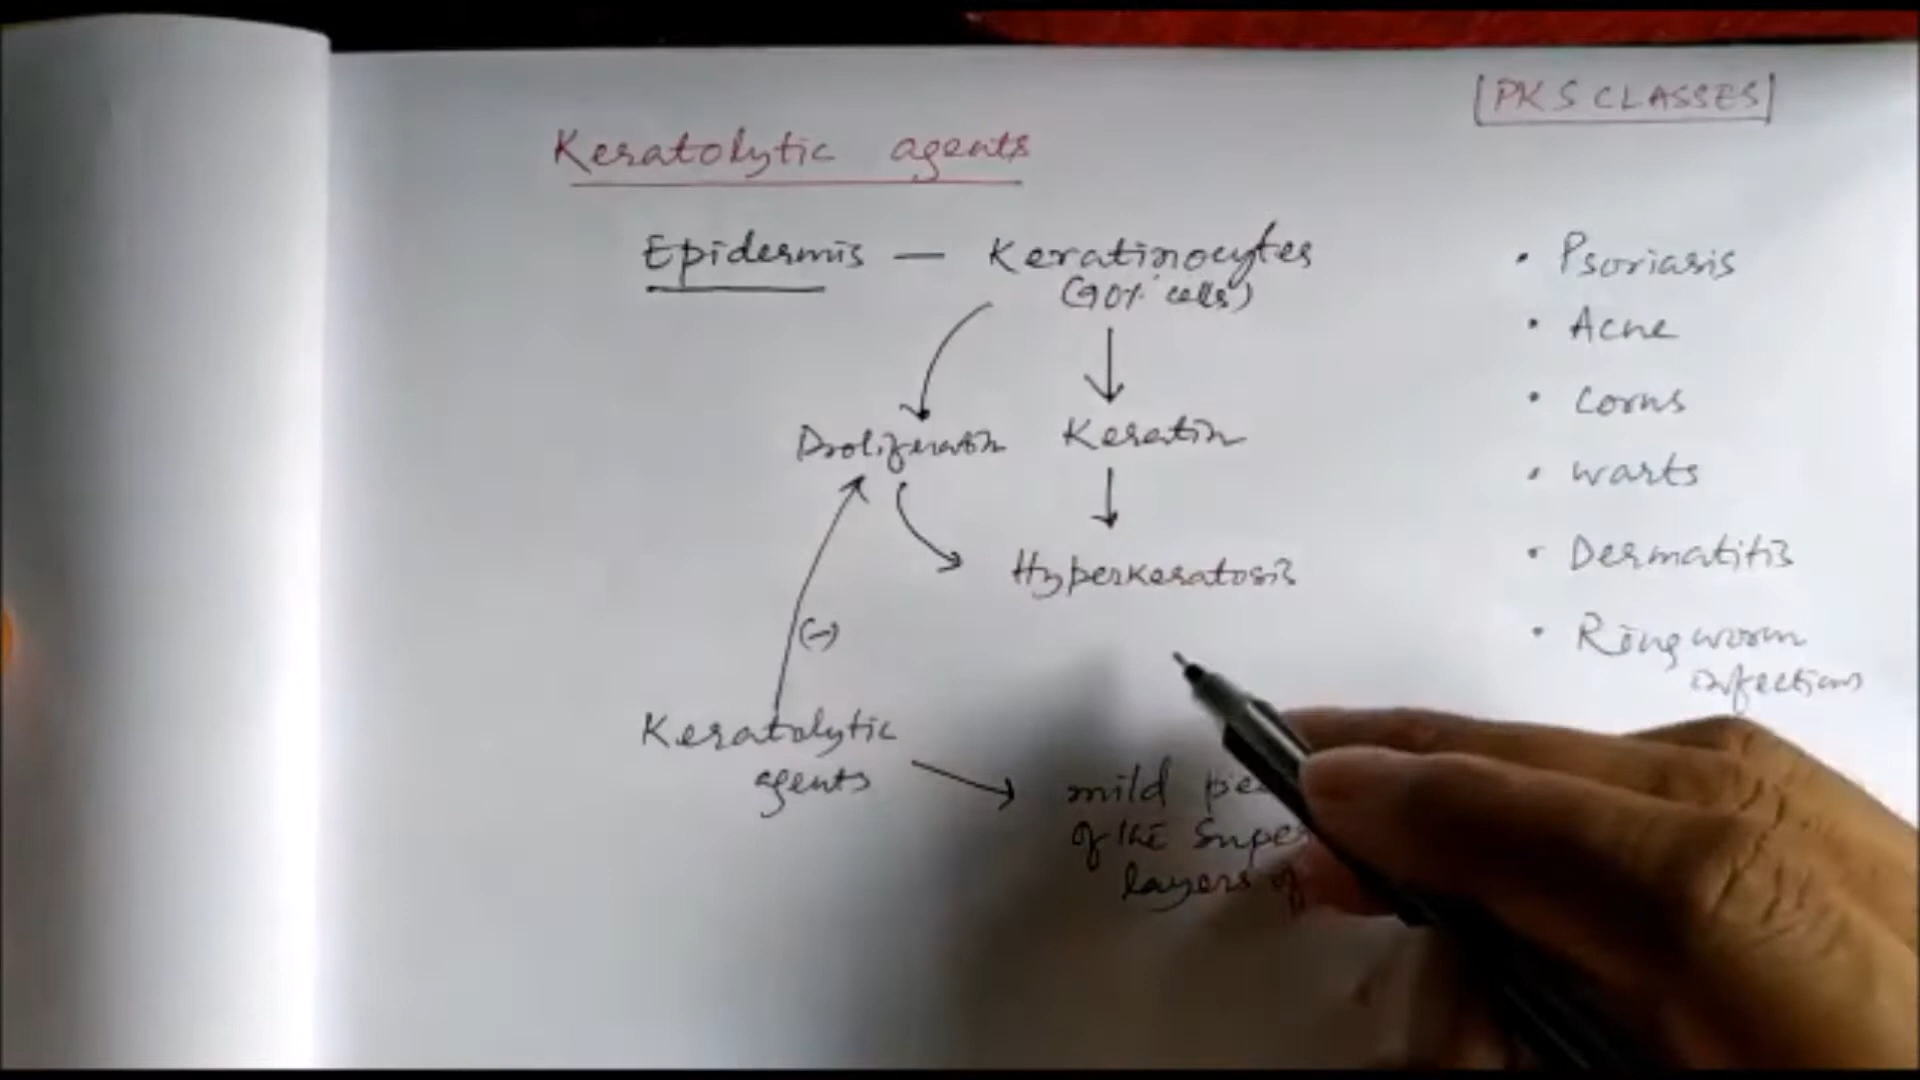 PKS CLASSES
Keratolytic agents
Epidermis — Keratinocytes
(90% cells)
Proliferatin Keratin
Hyperkeratosis
(-)
Keratolytic
agents
mild
of the
layers
• Psoriasis
• Acne
• Corns
• Warts
• Dermatitis
• Ringworm
infections